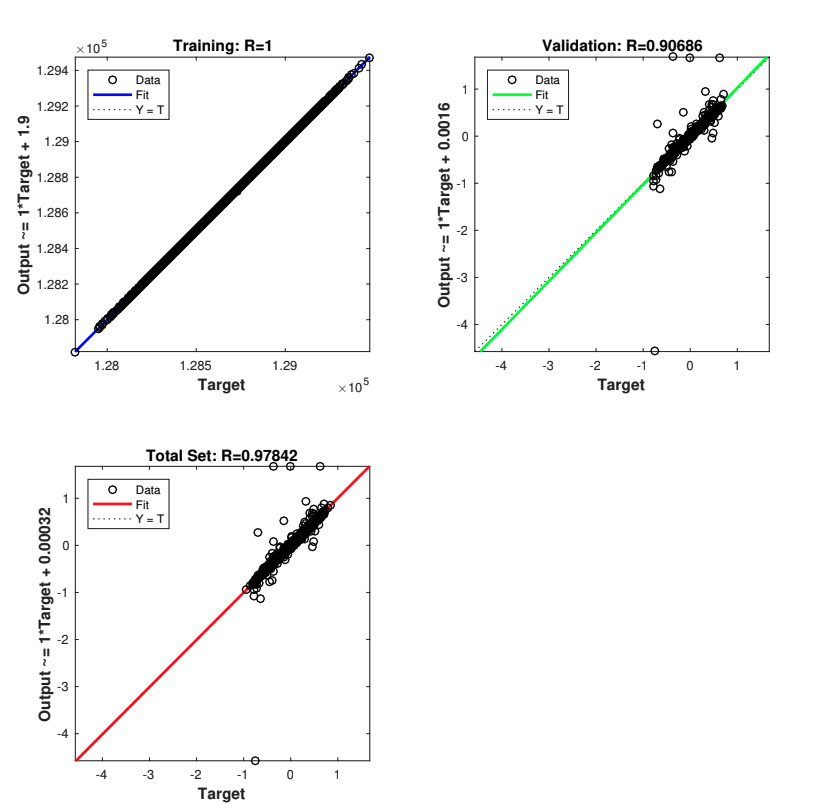 Training: R=1
×10^5
Output ~= 1*Target + 1.9
1.294
1.292
1.29
1.288
1.286
1.284
1.282
1.28
Data
Fit
Y = T
1.28 1.285 1.29
Target
×10^5
Validation: R=0.90686
Output ~= 1*Target + 0.0016
1
0
-1
-2
-3
-4
Data
Fit
Y = T
-4 -3 -2 -1 0 1
Target
Total Set: R=0.97842
Output ~= 1*Target + 0.00032
1
0
-1
-2
-3
-4
Data
Fit
Y = T
-4 -3 -2 -1 0 1
Target